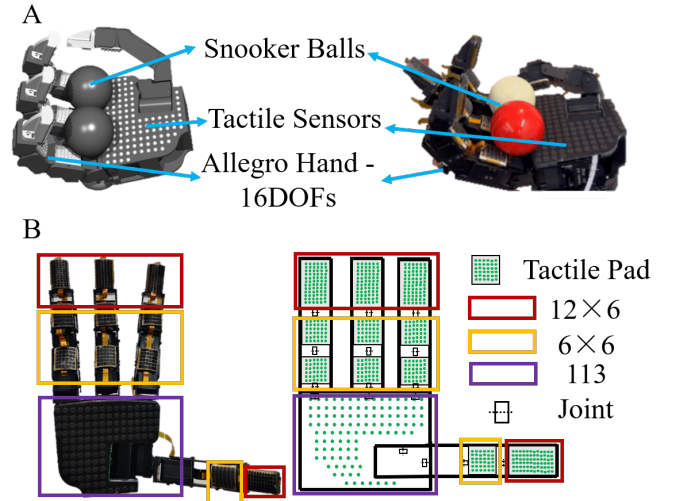 A
Snooker Balls
Tactile Sensors
Allegro Hand -
16DOFs
B
Tactile Pad
12×6
6×6
113
Joint